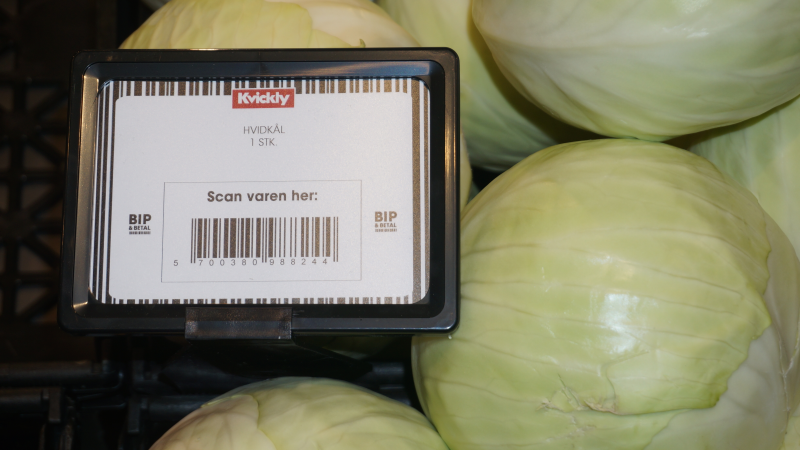 Kvickly
HVIDKÅL
1 STK.
Scan varen her:
BIP
& BETAL
BIP
& BETAL
5 700380 988244